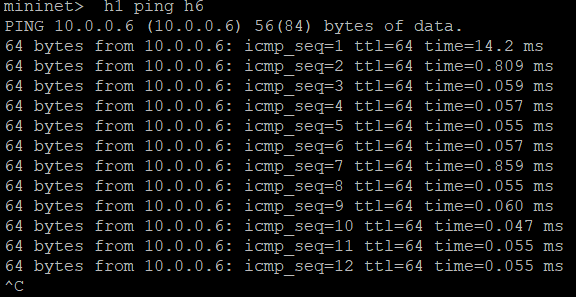 mininet>  h1 ping h6
PING 10.0.0.6 (10.0.0.6) 56(84) bytes of data.
64 bytes from 10.0.0.6: icmp_seq=1 ttl=64 time=14.2 ms
64 bytes from 10.0.0.6: icmp_seq=2 ttl=64 time=0.809 ms
64 bytes from 10.0.0.6: icmp_seq=3 ttl=64 time=0.059 ms
64 bytes from 10.0.0.6: icmp_seq=4 ttl=64 time=0.057 ms
64 bytes from 10.0.0.6: icmp_seq=5 ttl=64 time=0.055 ms
64 bytes from 10.0.0.6: icmp_seq=6 ttl=64 time=0.057 ms
64 bytes from 10.0.0.6: icmp_seq=7 ttl=64 time=0.859 ms
64 bytes from 10.0.0.6: icmp_seq=8 ttl=64 time=0.055 ms
64 bytes from 10.0.0.6: icmp_seq=9 ttl=64 time=0.060 ms
64 bytes from 10.0.0.6: icmp_seq=10 ttl=64 time=0.047 ms
64 bytes from 10.0.0.6: icmp_seq=11 ttl=64 time=0.055 ms
64 bytes from 10.0.0.6: icmp_seq=12 ttl=64 time=0.055 ms
^C